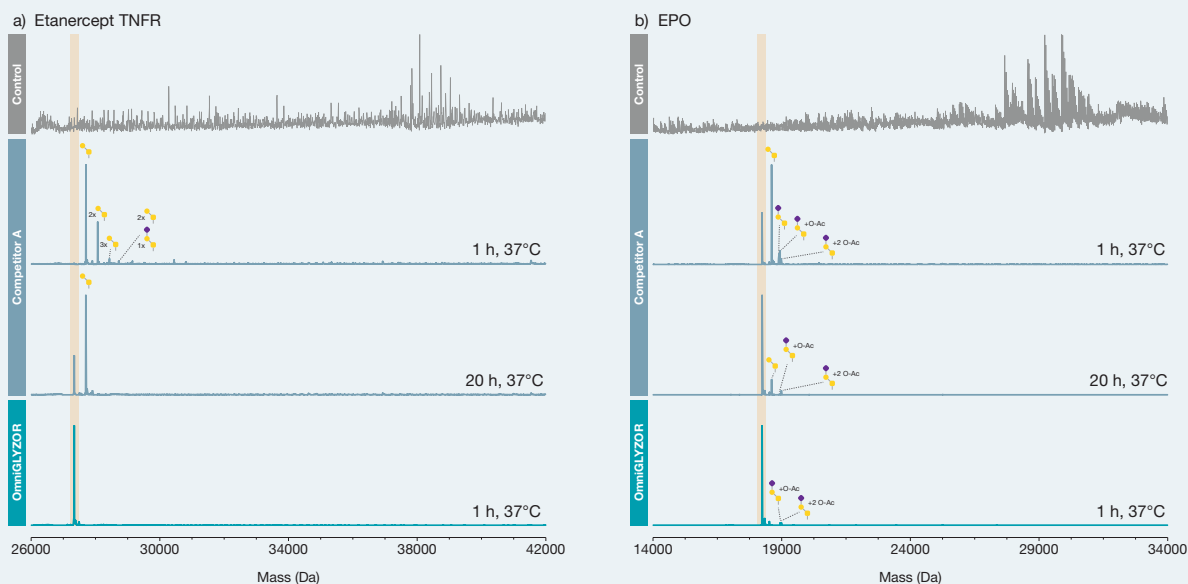 a) Etanercept TNFR
Control
Competitor A
OmniGLYZOR
2x
3x
2x
1x
1 h, 37°C
20 h, 37°C
1 h, 37°C
26000 30000 34000 38000 42000
Mass (Da)
b) EPO
Control
Competitor A
OmniGLYZOR
+O-Ac
+2 O-Ac
1 h, 37°C
+O-Ac
+2 O-Ac
20 h, 37°C
+O-Ac
+2 O-Ac
1 h, 37°C
14000 19000 24000 29000 34000
Mass (Da)